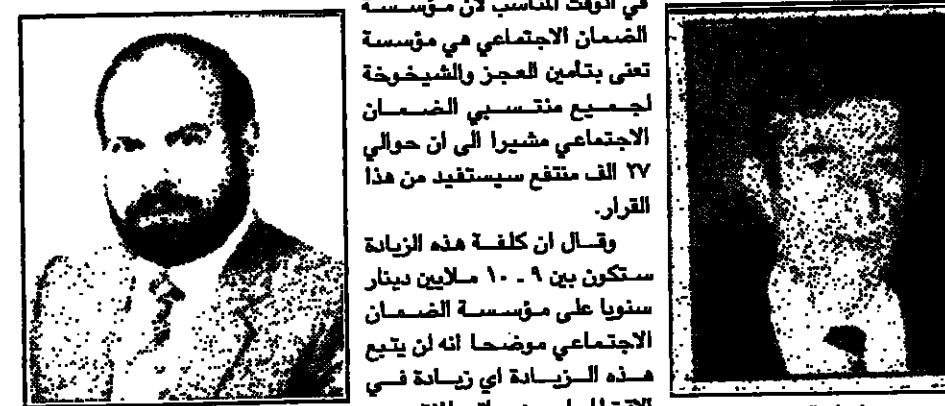 في الوقت المناسب لان مؤسسة
الضمان الاجتماعي هي مؤسسة
تعنى بتأمين العجز والشيخوخة
لجميع منتسبي الضمان
الاجتماعي مشيرا الى ان حوالي
٢٧ الف منتفع سيستفيد من هذا
القرار.
وقال ان كلفة هذه الزيادة
ستكون بين ٩ ـ ١٠ ملايين دينار
سنويا على مؤسسة الضمان
الاجتماعي موضحا انه لن يتبع
هذه الزيادة اي زيادة في